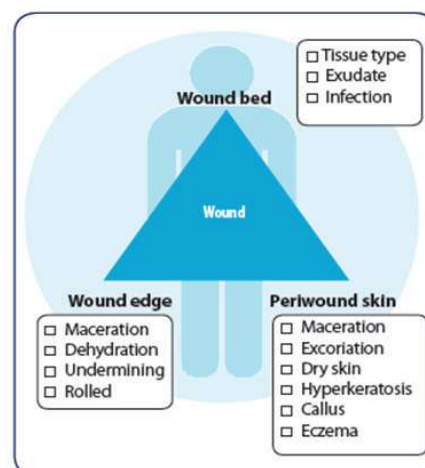 □ Tissue type
□ Exudate
□ Infection
Wound bed
Wound
Wound edge
□ Maceration
□ Dehydration
□ Undermining
□ Rolled
Periwound skin
□ Maceration
□ Excoriation
□ Dry skin
□ Hyperkeratosis
□ Callus
□ Eczema